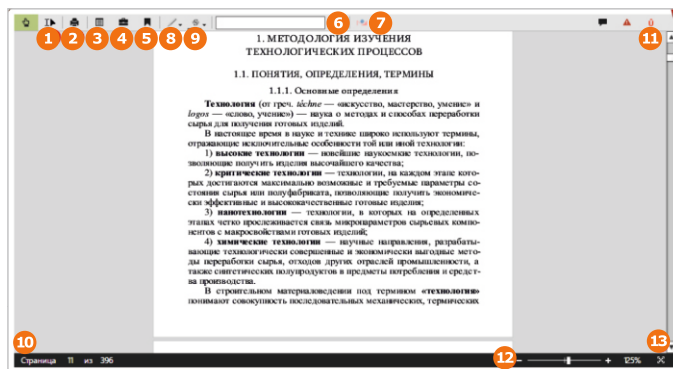 1 2 3 4 5 8 9 6 7 11
1. МЕТОДОЛОГИЯ ИЗУЧЕНИЯ
ТЕХНОЛОГИЧЕСКИХ ПРОЦЕССОВ
1.1. ПОНЯТИЯ, ОПРЕДЕЛЕНИЯ, ТЕРМИНЫ
1.1.1. Основные определения
Технология (от греч. téchne — «искусство, мастерство, умение» и
logos — «слово, учение») — наука о методах и способах переработки
сырья для получения готовых изделий.
В настоящее время в науке и технике широко используют термины,
отражающие исключительные особенности той или иной технологии:
1) высокие технологии — новейшие наукоемкие технологии, по-
зволяющие получить изделия высочайшего качества;
2) критические технологии — технологии, на каждом этапе кото-
рых достигаются максимально возможные и требуемые параметры со-
стояния сырья или полуфабриката, позволяющие получить экономиче-
ски эффективные и высококачественные готовые изделия;
3) нанотехнологии — технологии, в которых на определенных
этапах четко прослеживается связь микропараметров сырьевых компо-
нентов с макросвойствами готовых изделий;
4) химические технологии — научные направления, разрабаты-
вающие технологически совершенные и экономически выгодные мето-
ды переработки сырья, отходов других отраслей промышленности, а
также синтетических полупродуктов в предметы потребления и средст-
ва производства.
В строительном материаловедении под термином «технология»
понимают совокупность последовательных механических, термических
10 12 13
Страница 11 из 396 − + 125%